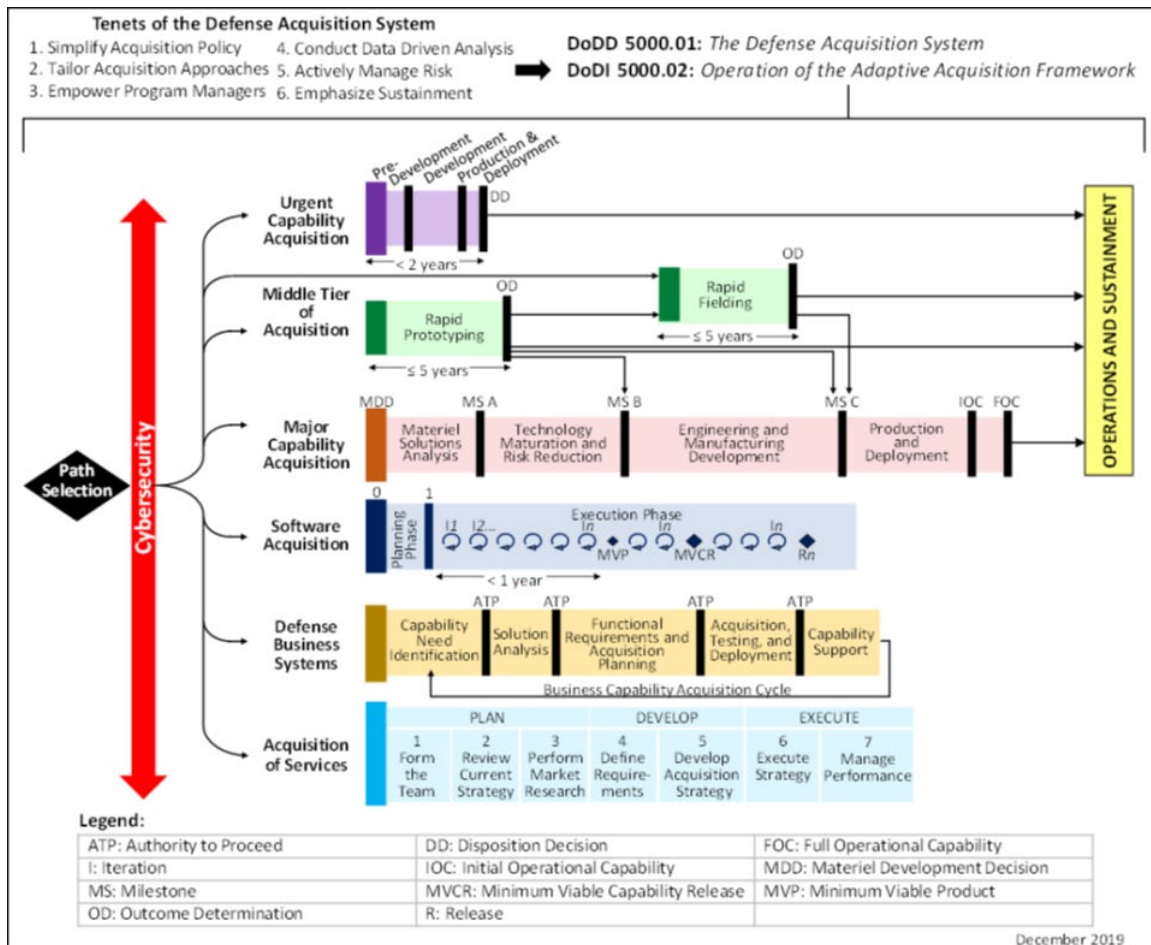 Tenets of the Defense Acquisition System
1. Simplify Acquisition Policy
2. Tailor Acquisition Approaches
3. Empower Program Managers
4. Conduct Data Driven Analysis
5. Actively Manage Risk
6. Emphasize Sustainment
DoDD 5000.01: The Defense Acquisition System
DoDI 5000.02: Operation of the Adaptive Acquisition Framework
Path
Selection
Cybersecurity
OPERATIONS AND SUSTAINMENT
Urgent
Capability
Acquisition
Pre-
Development
Development
Production &
Deployment
DD
< 2 years
Middle Tier
of
Acquisition
Rapid
Prototyping
OD
≤ 5 years
Rapid
Fielding
OD
≤ 5 years
Major
Capability
Acquisition
MDD
Materiel
Solutions
Analysis
MS A
Technology
Maturation and
Risk Reduction
MS B
Engineering and
Manufacturing
Development
MS C
Production
and
Deployment
IOC
FOC
Software
Acquisition
0
Planning
Phase
1
Execution Phase
I1
I2...
In
In
In
MVP
MVCR
Rn
< 1 year
Defense
Business
Systems
Capability
Need
Identification
ATP
Solution
Analysis
ATP
Functional
Requirements and
Acquisition
Planning
ATP
Acquisition,
Testing, and
Deployment
ATP
Capability
Support
Business Capability Acquisition Cycle
Acquisition
of Services
PLAN
DEVELOP
EXECUTE
1
Form
the
Team
2
Review
Current
Strategy
3
Perform
Market
Research
4
Define
Require-
ments
5
Develop
Acquisition
Strategy
6
Execute
Strategy
7
Manage
Performance
Legend:
ATP: Authority to Proceed
DD: Disposition Decision
FOC: Full Operational Capability
I: Iteration
IOC: Initial Operational Capability
MDD: Materiel Development Decision
MS: Milestone
MVCR: Minimum Viable Capability Release
MVP: Minimum Viable Product
OD: Outcome Determination
R: Release
December 2019